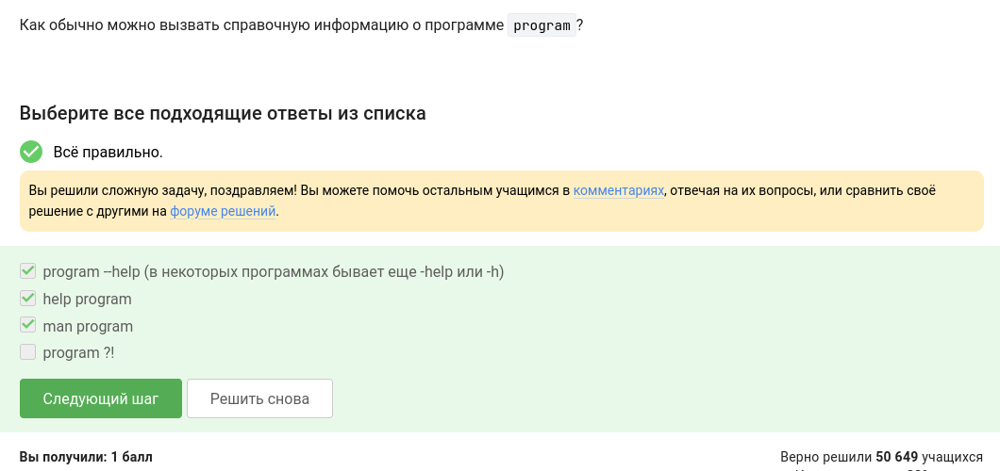 Как обычно можно вызвать справочную информацию о программе program?
Выберите все подходящие ответы из списка
Всё правильно.
Вы решили сложную задачу, поздравляем! Вы можете помочь остальным учащимся в комментариях, отвечая на их вопросы, или сравнить своё
решение с другими на форуме решений.
program –help (в некоторых программах бывает еще -help или -h)
help program
man program
program ?!
Следующий шаг
Решить снова
Вы получили: 1 балл
Верно решили 50 649 учащихся